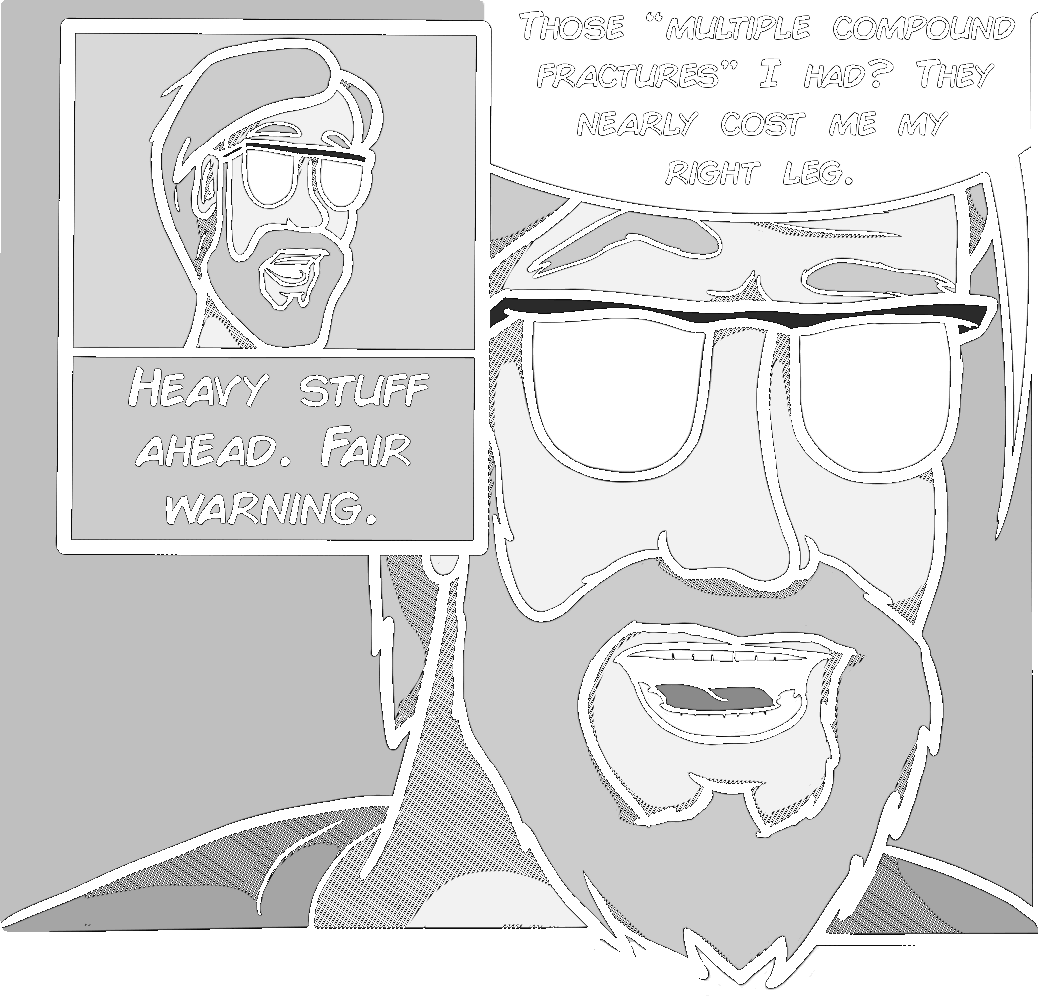 Heavy stuff
ahead. Fair
warning.
Those "multiple compound
fractures" I had? They
nearly cost me my
right leg.